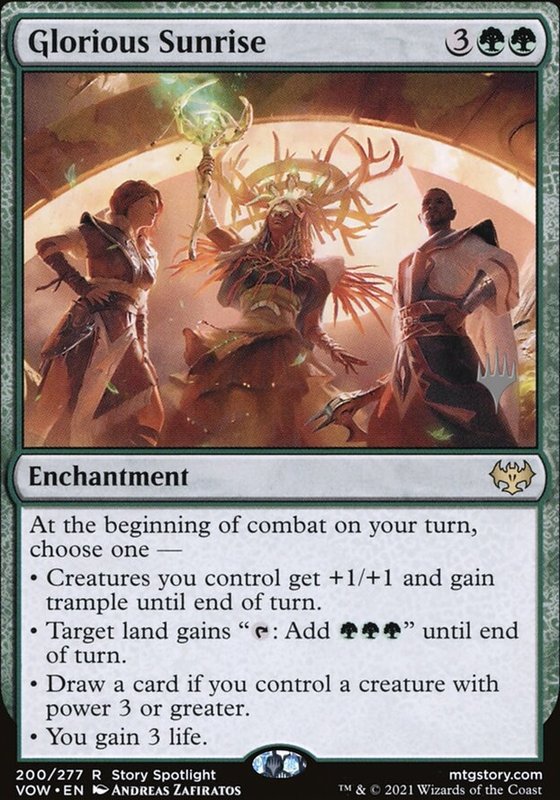 Glorious Sunrise 3
Enchantment
At the beginning of combat on your turn,
choose one —
• Creatures you control get +1/+1 and gain
trample until end of turn.
• Target land gains “: Add ” until end
of turn.
• Draw a card if you control a creature with
power 3 or greater.
• You gain 3 life.
200/277 R Story Spotlight mtgstory.com
VOW • EN Andreas Zafiratos ™ & © 2021 Wizards of the Coast